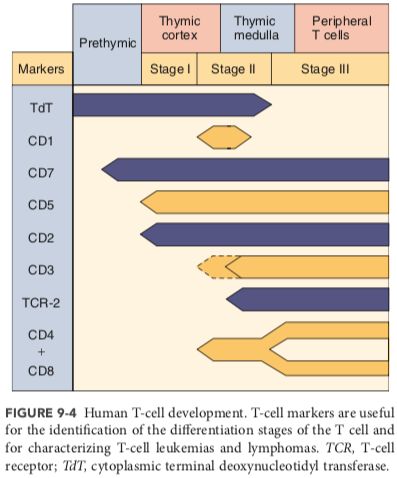 Prethymic
Thymic cortex
Thymic medulla
Peripheral T cells
Markers
Stage I
Stage II
Stage III
TdT
CD1
CD7
CD5
CD2
CD3
TCR-2
CD4
+
CD8
FIGURE 9-4 Human T-cell development. T-cell markers are useful
for the identification of the differentiation stages of the T cell and
for characterizing T-cell leukemias and lymphomas. TCR, T-cell
receptor; TdT, cytoplasmic terminal deoxynucleotidyl transferase.